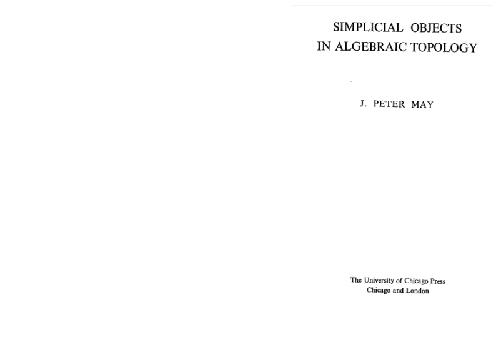 SIMPLICIAL OBJECTS
IN ALGEBRAIC TOPOLOGY
J. PETER MAY
The University of Chicago Press
Chicago and London